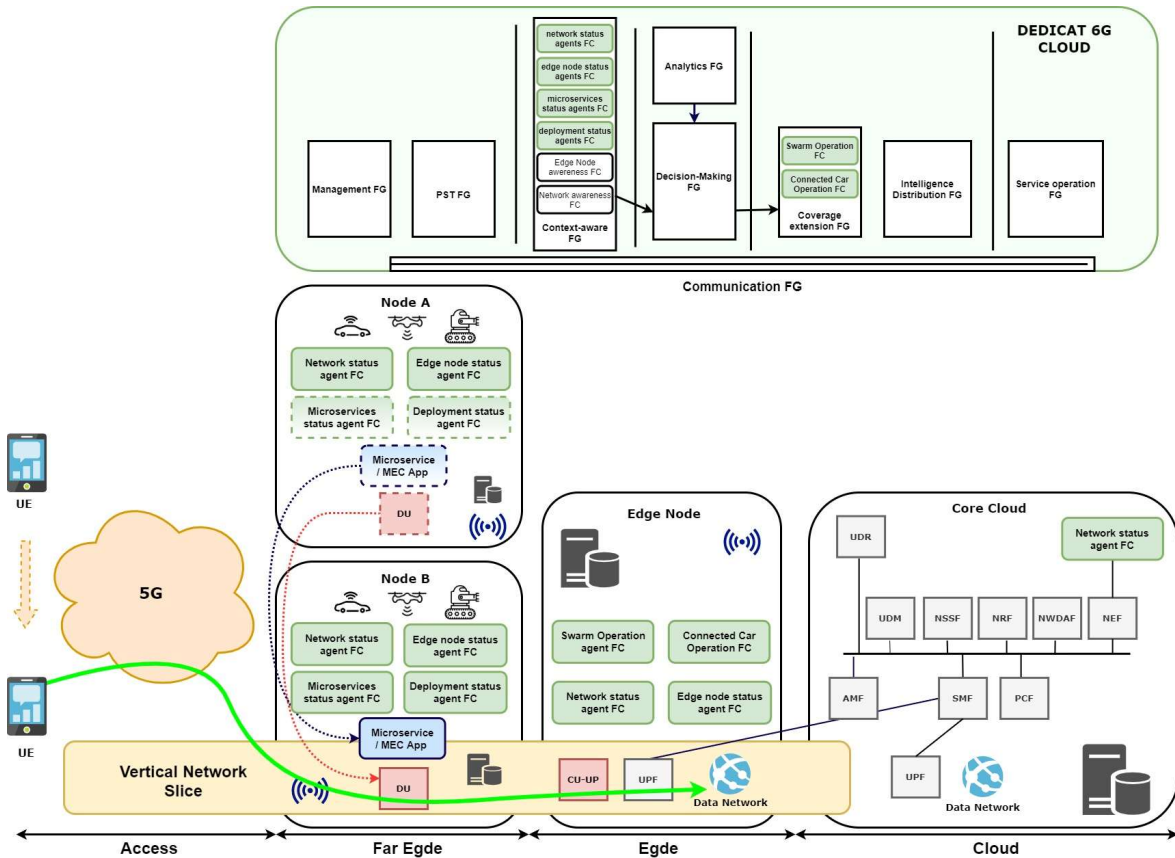 DEDICAT 6G
CLOUD
network status
agents FC
edge node status
agents FC
microservices
status agents FC
deployment status
agents FC
Edge Node
awereness FC
Network awareness
FC
Context-aware
FG
Management FG
PST FG
Analytics FG
Decision-Making
FG
Swarm Operation
FC
Connected Car
Operation FC
Coverage
extension FG
Intelligence
Distribution FG
Service operation
FG
Communication FG
Node A
Network status
agent FC
Edge node status
agent FC
Microservices
status agent FC
Deployment status
agent FC
Microservice
/ MEC App
DU
UE
5G
UE
Node B
Network status
agent FC
Edge node status
agent FC
Microservices
status agent FC
Deployment status
agent FC
Microservice
/ MEC App
DU
Vertical Network
Slice
Edge Node
Swarm Operation
agent FC
Connected Car
Operation FC
Network status
agent FC
Edge node status
agent FC
CU-UP
UPF
Data Network
Core Cloud
UDR
Network status
agent FC
UDM
NSSF
NRF
NWDAF
NEF
AMF
SMF
PCF
UPF
Data Network
Access
Far Egde
Egde
Cloud